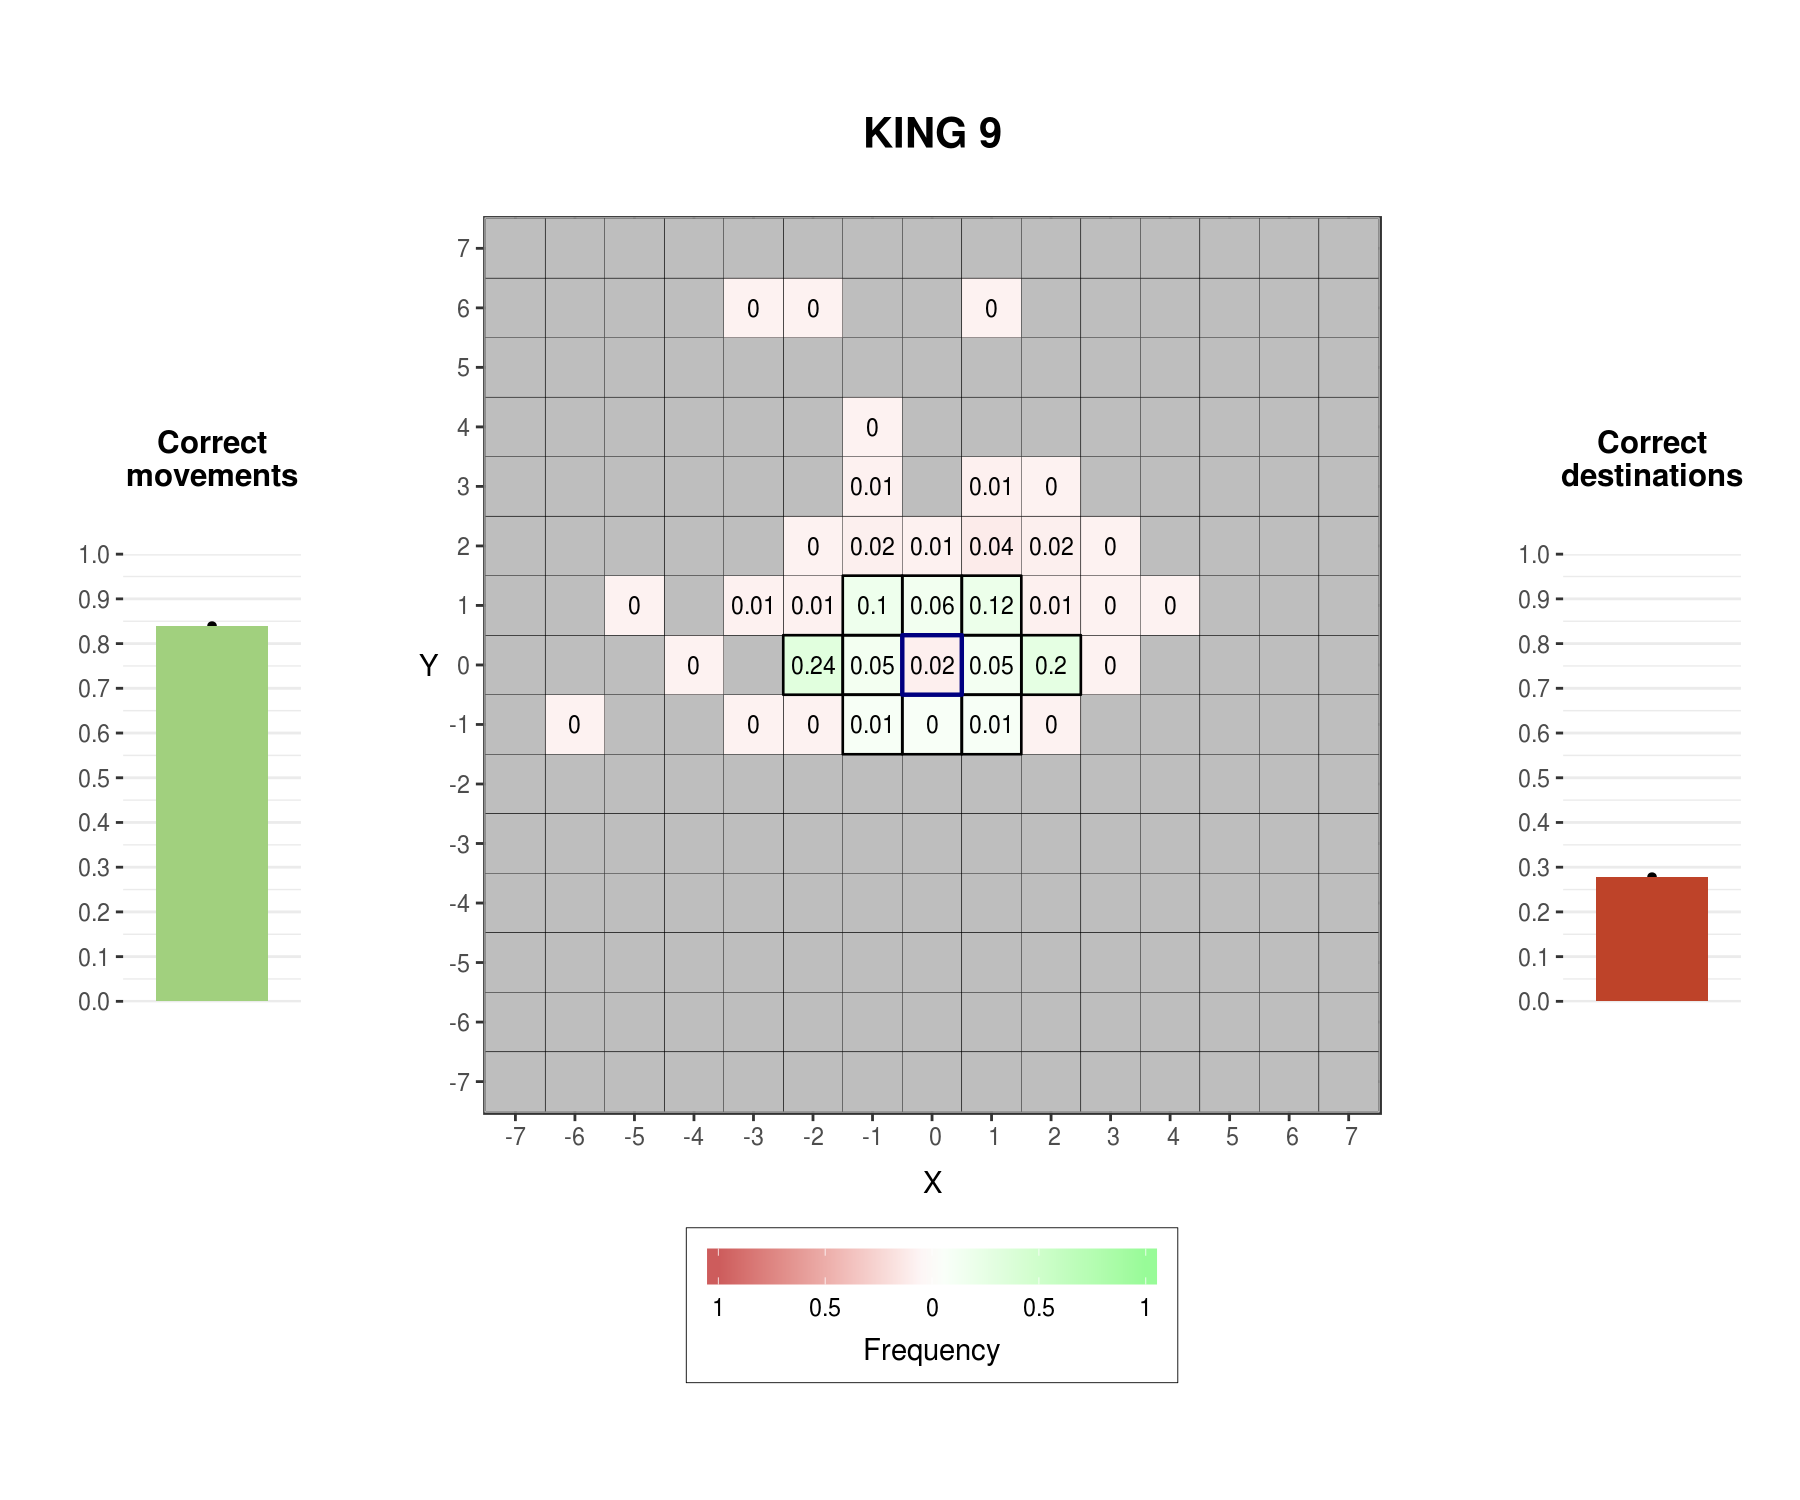 KING 9
Correct
movements
1.0
0.9
0.8
0.7
0.6
0.5
0.4
0.3
0.2
0.1
0.0
Y
7
6 0 0 0
5
4 0
3 0.01 0.01 0
2 0 0.02 0.01 0.04 0.02 0
1 0 0.01 0.01 0.1 0.06 0.12 0.01 0 0
0 0 0.24 0.05 0.02 0.05 0.2 0
-1 0 0 0 0.01 0 0.01 0
-2
-3
-4
-5
-6
-7
-7 -6 -5 -4 -3 -2 -1 0 1 2 3 4 5 6 7
X
1 0.5 0 0.5 1
Frequency
Correct
destinations
1.0
0.9
0.8
0.7
0.6
0.5
0.4
0.3
0.2
0.1
0.0